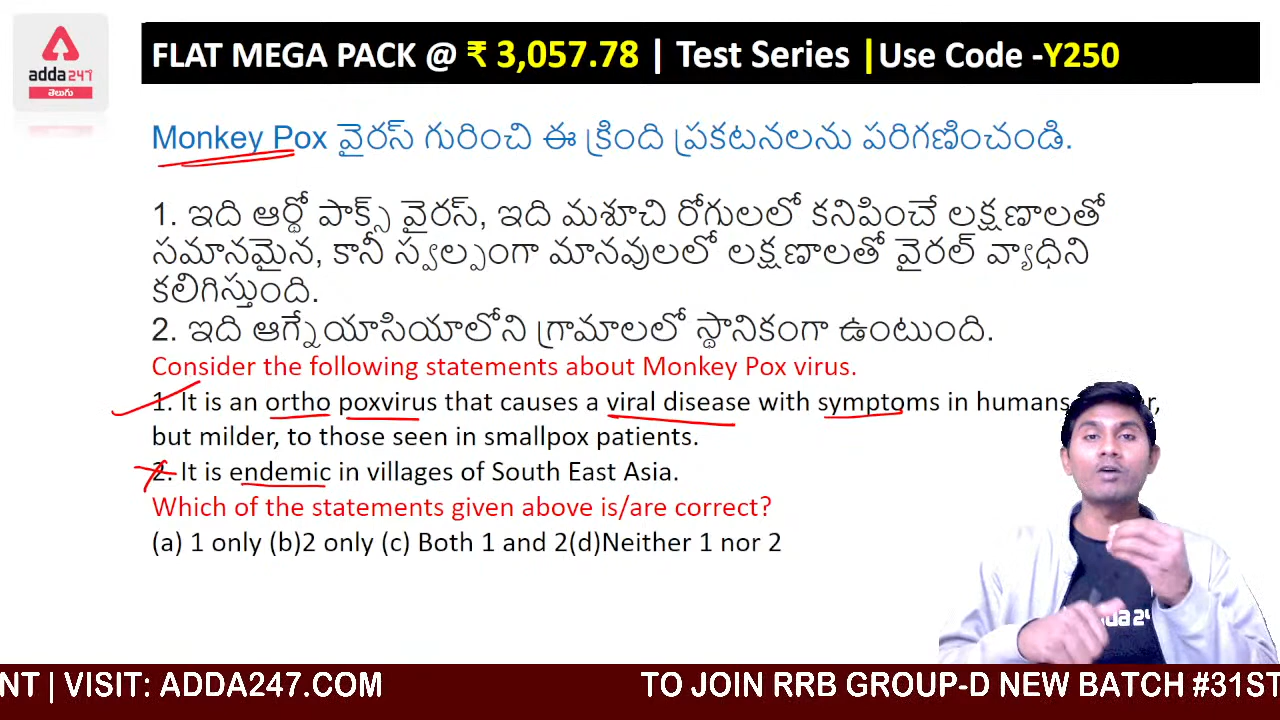 FLAT MEGA PACK @ ₹ 3,057.78 | Test Series |Use Code -Y250
adda247
తెలుగు
Monkey Pox వైరస్ గురించి ఈ క్రింది ప్రకటనలను పరిగణించండి.
1. ఇది ఆర్థో పాక్స్ వైరస్, ఇది మశూచి రోగులలో కనిపించే లక్షణాలతో
సమానమైన, కానీ స్వల్పంగా మానవులలో లక్షణాలతో వైరల్ వ్యాధిని
కలిగిస్తుంది.
2. ఇది ఆగ్నేయాసియాలోని గ్రామాలలో స్థానికంగా ఉంటుంది.
Consider the following statements about Monkey Pox virus.
1. It is an ortho poxvirus that causes a viral disease with symptoms in humans
but milder, to those seen in smallpox patients.
2. It is endemic in villages of South East Asia.
Which of the statements given above is/are correct?
(a) 1 only (b)2 only (c) Both 1 and 2(d)Neither 1 nor 2
NT | VISIT: ADDA247.COM TO JOIN RRB GROUP-D NEW BATCH #31ST